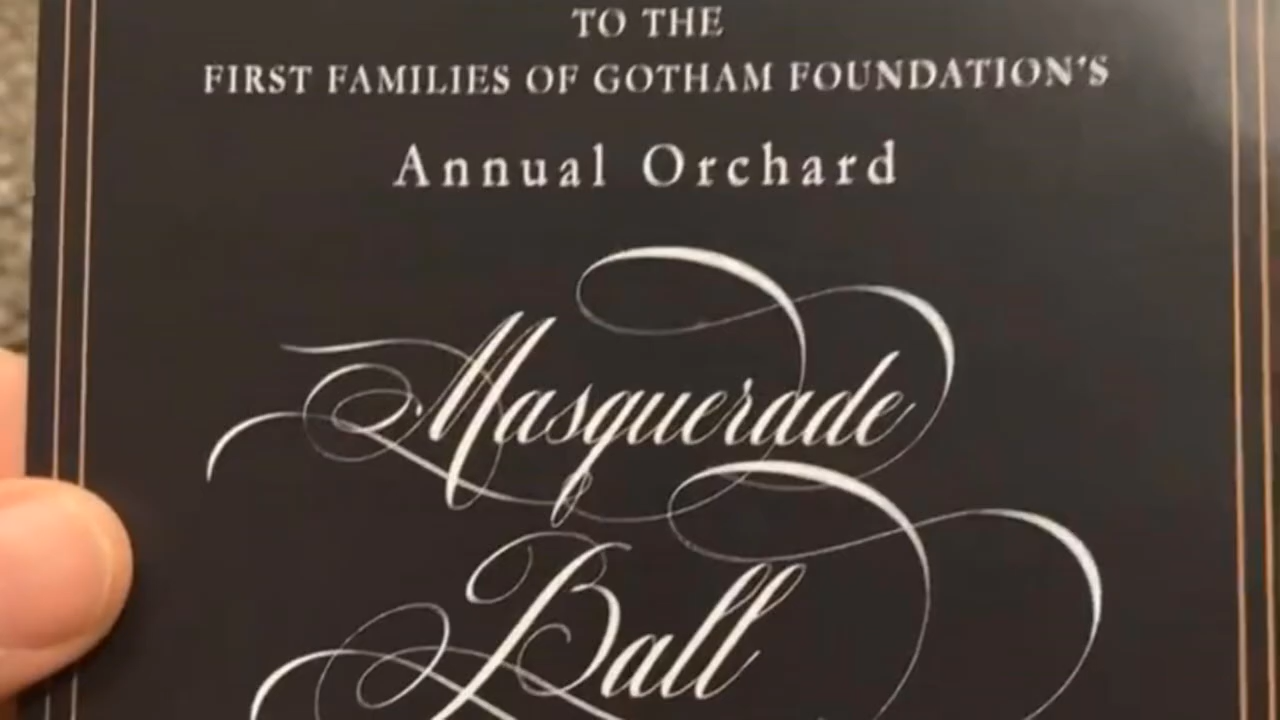 TO THE
FIRST FAMILIES OF GOTHAM FOUNDATION'S
Annual Orchard
Masquerade
Ball